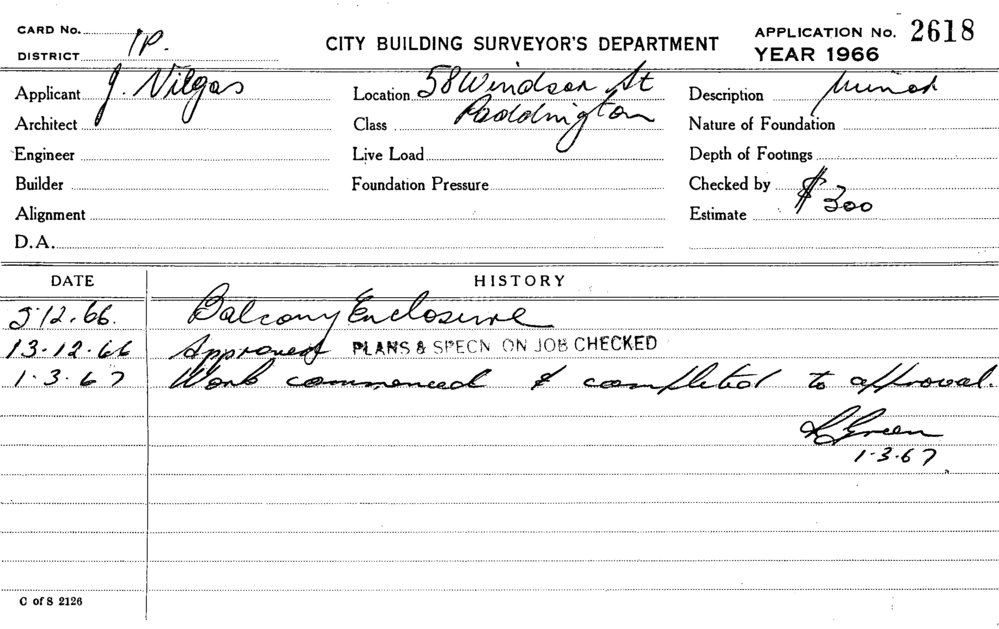 CARD No.
DISTRICT 1P.
CITY BUILDING SURVEYOR'S DEPARTMENT
APPLICATION No. 2618
YEAR 1966
Applicant J. Vilgas
Location 58 Windsor St
Description Minor
Architect
Class Paddington
Nature of Foundation
Engineer
Live Load
Depth of Footings
Builder
Foundation Pressure
Checked by
Alignment
Estimate $300
D.A.
DATE HISTORY
5.12.66. Balcony Enclosure
13.12.66 Approved PLANS & SPECN ON JOB CHECKED
1.3.67 Work commenced & completed to approval.
Green
1.3.67
C of S 2126